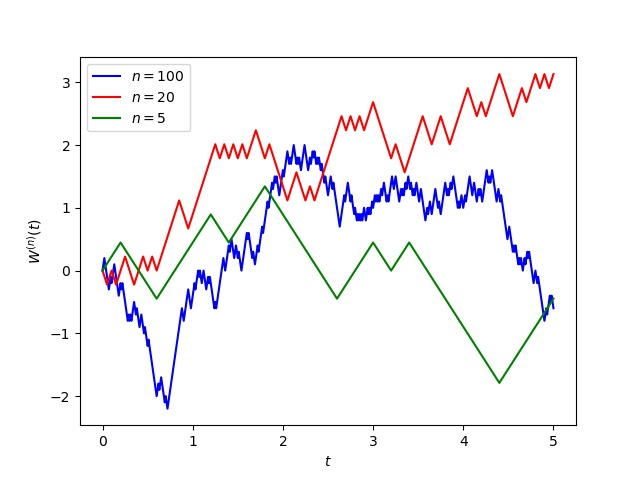 n = 100
n = 20
n = 5
3
2
1
0
−1
−2
W⁽ⁿ⁾(t)
0 1 2 3 4 5
t